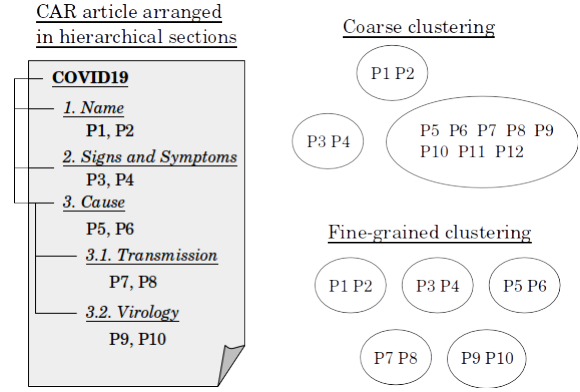 CAR article arranged
in hierarchical sections
COVID19
1. Name
P1, P2
2. Signs and Symptoms
P3, P4
3. Cause
P5, P6
3.1. Transmission
P7, P8
3.2. Virology
P9, P10
Coarse clustering
P1 P2
P3 P4
P5 P6 P7 P8 P9
P10 P11 P12
Fine-grained clustering
P1 P2
P3 P4
P5 P6
P7 P8
P9 P10